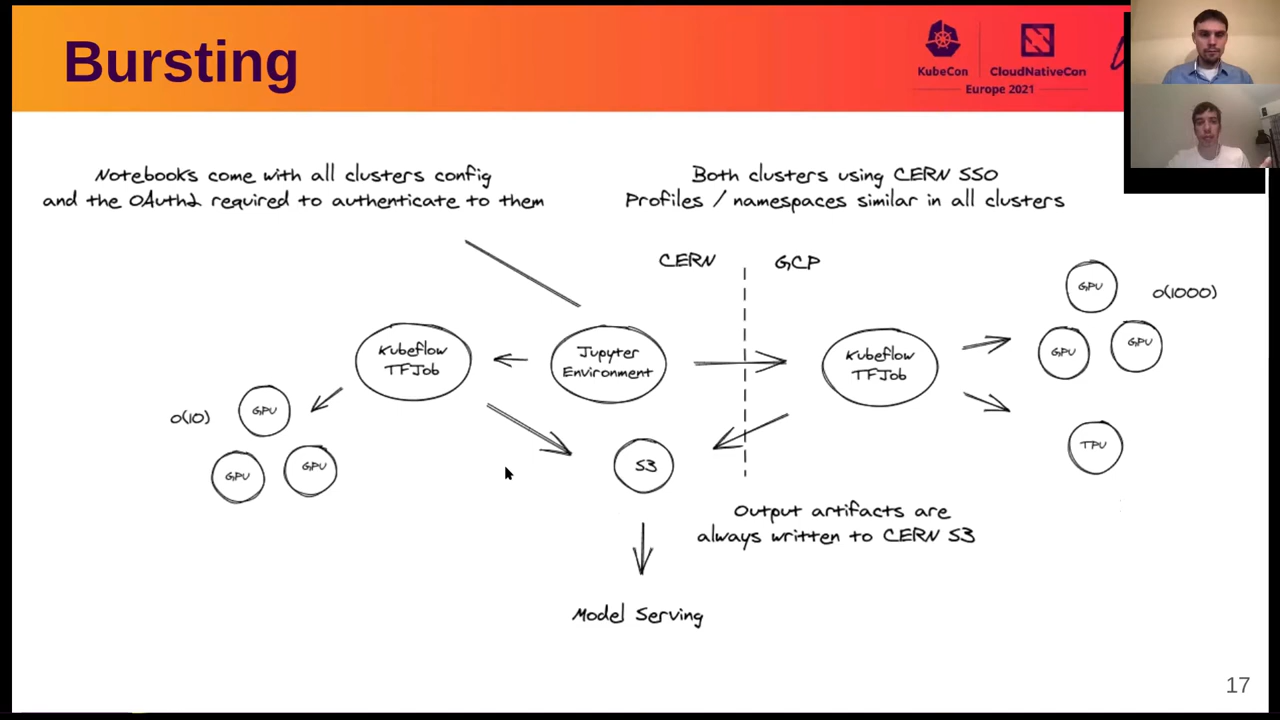 Bursting
KubeCon
CloudNativeCon
Europe 2021
Notebooks come with all clusters config
and the OAuth2 required to authenticate to them
Both clusters using CERN SSO
Profiles / namespaces similar in all clusters
CERN
GCP
GPU
O(1000)
GPU
GPU
Kubeflow
TFJob
Jupyter
Environment
Kubeflow
TFJob
O(10)
GPU
GPU
GPU
S3
TPU
Output artifacts are
always written to CERN S3
Model Serving
17